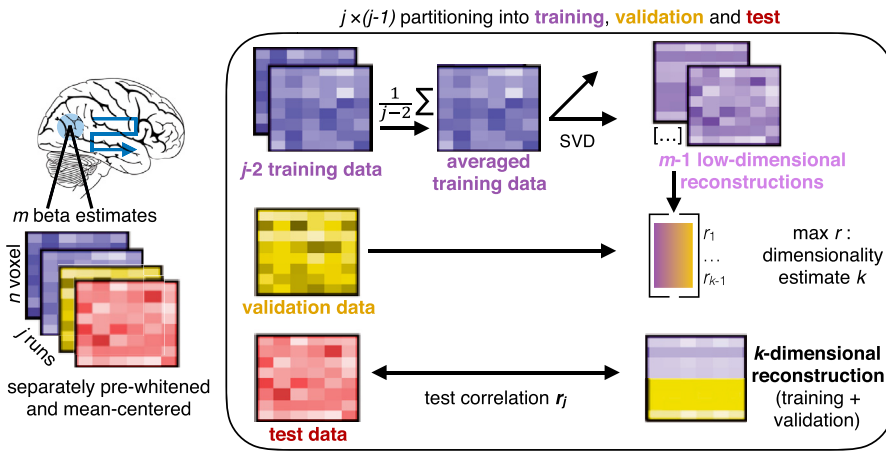 j ×(j-1) partitioning into training, validation and test
m beta estimates
n voxel
j runs
separately pre-whitened
and mean-centered
1
j−2
∑
j-2 training data
averaged
training data
SVD
[...]
m-1 low-dimensional
reconstructions
validation data
r1
...
rk-1
max r :
dimensionality
estimate k
test data
test correlation rj
k-dimensional
reconstruction
(training +
validation)